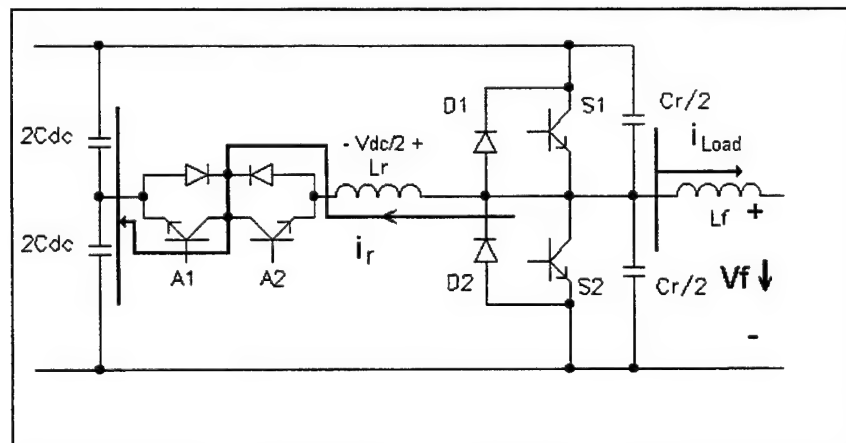 2Cdc
2Cdc
A1
A2
- Vdc/2 +
Lr
ir
D1
S1
D2
S2
Cr/2
Cr/2
iLoad
Lf
+
Vf
-